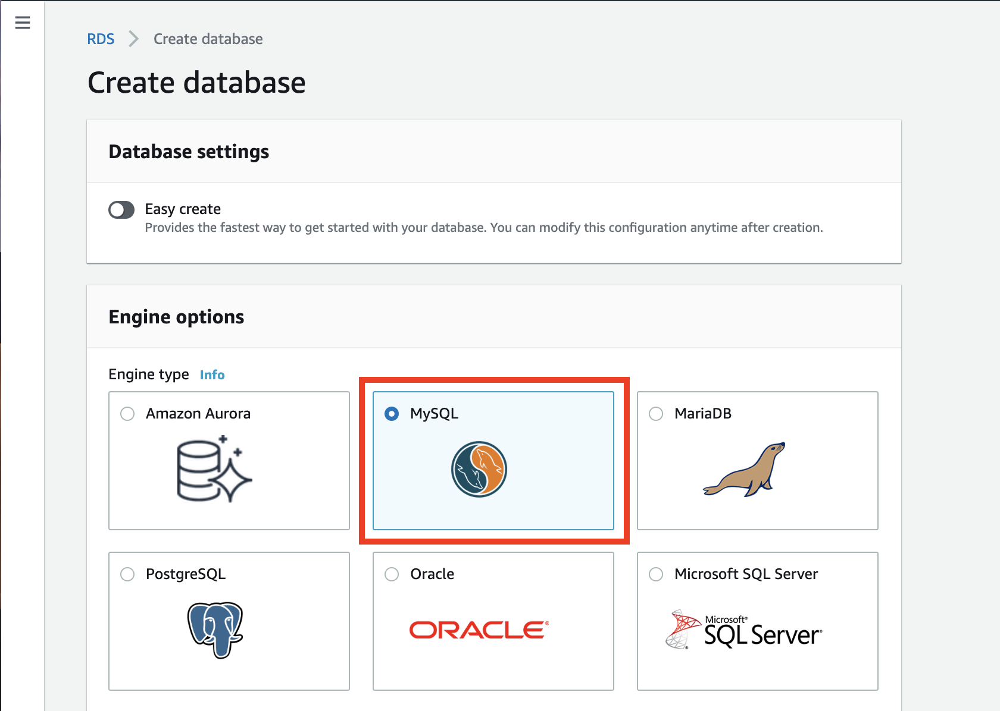 RDS > Create database
Create database
Database settings
Easy create
Provides the fastest way to get started with your database. You can modify this configuration anytime after creation.
Engine options
Engine type Info
Amazon Aurora
MySQL
MariaDB
PostgreSQL
Oracle
Microsoft SQL Server
ORACLE®
Microsoft®
SQL Server®